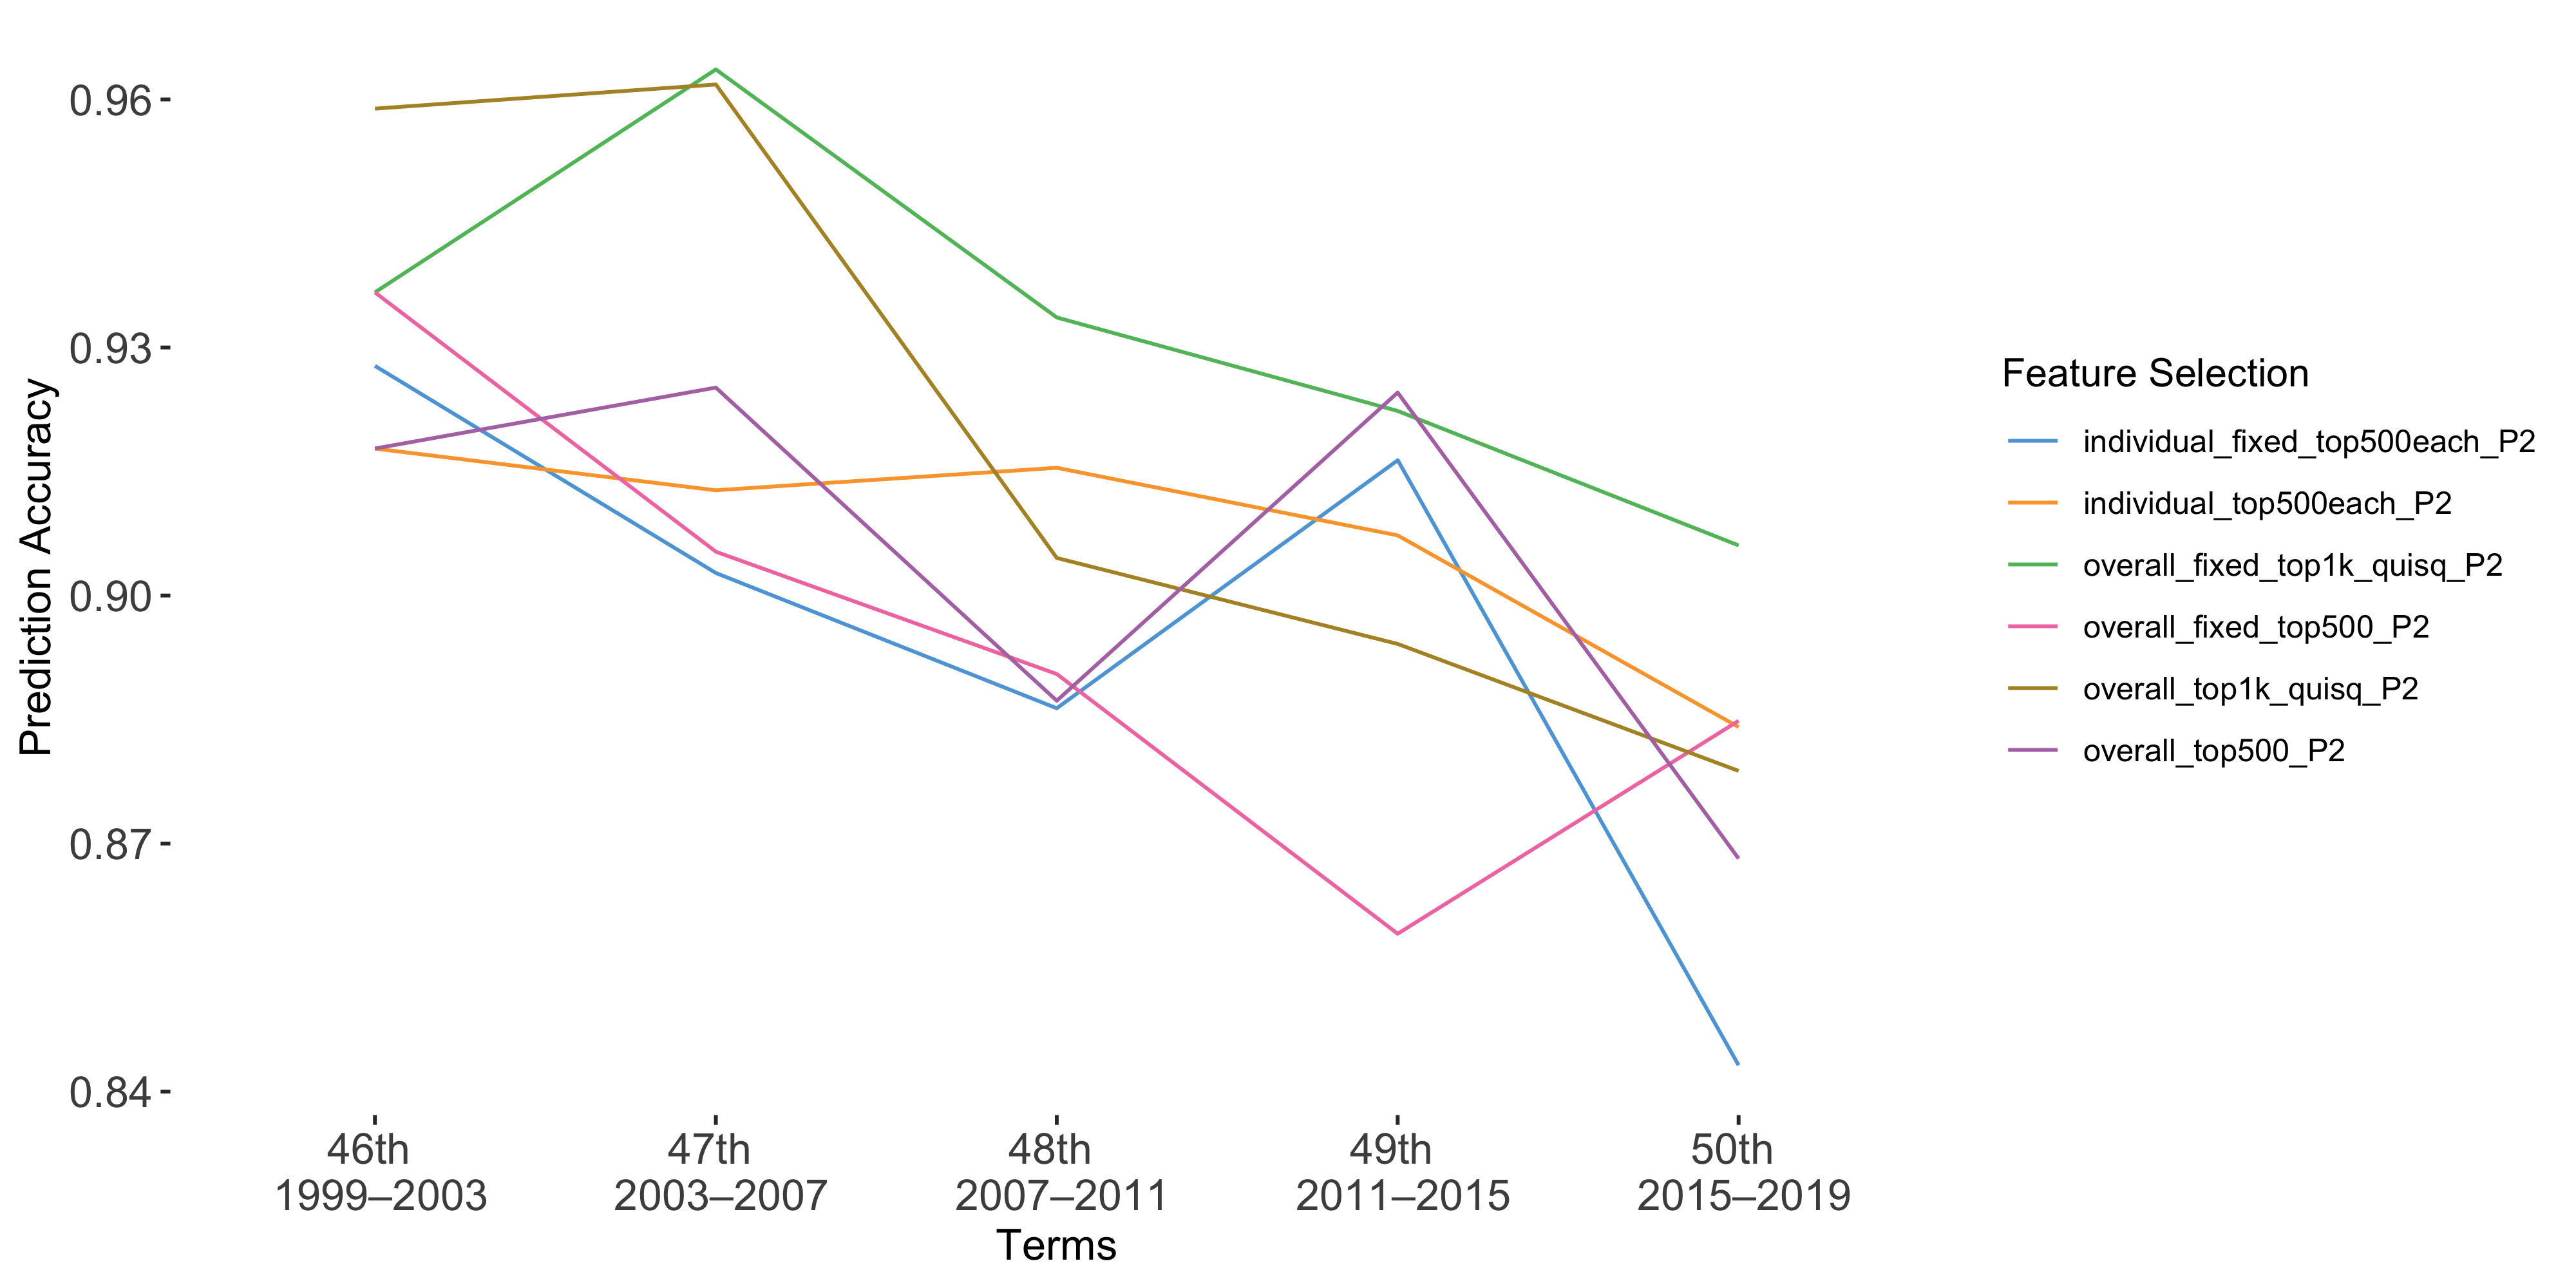 0.96
0.93
0.90
0.87
0.84
Prediction Accuracy
46th
1999–2003
47th
2003–2007
48th
2007–2011
49th
2011–2015
50th
2015–2019
Terms
Feature Selection
individual_fixed_top500each_P2
individual_top500each_P2
overall_fixed_top1k_quisq_P2
overall_fixed_top500_P2
overall_top1k_quisq_P2
overall_top500_P2